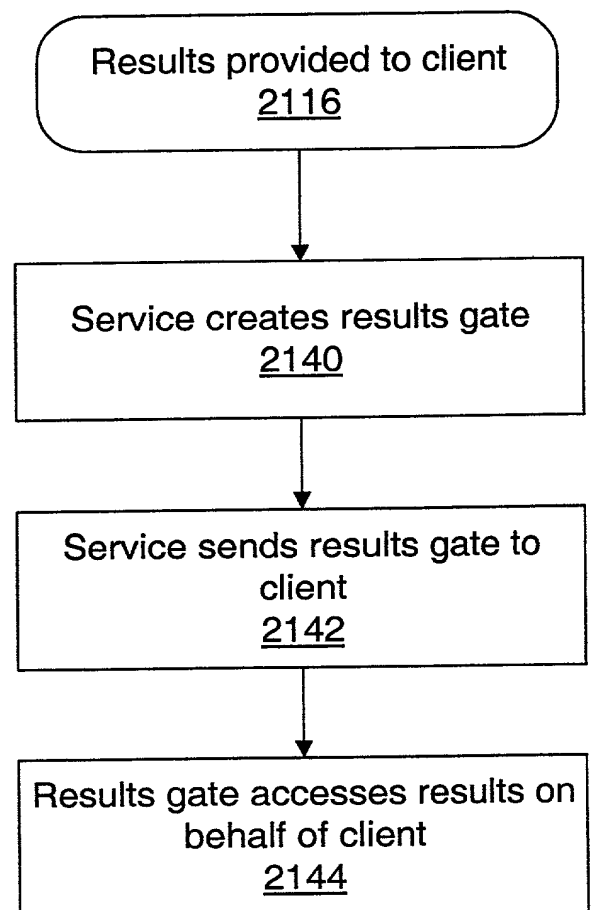 Results provided to client
2116
Service creates results gate
2140
Service sends results gate to
client
2142
Results gate accesses results on
behalf of client
2144